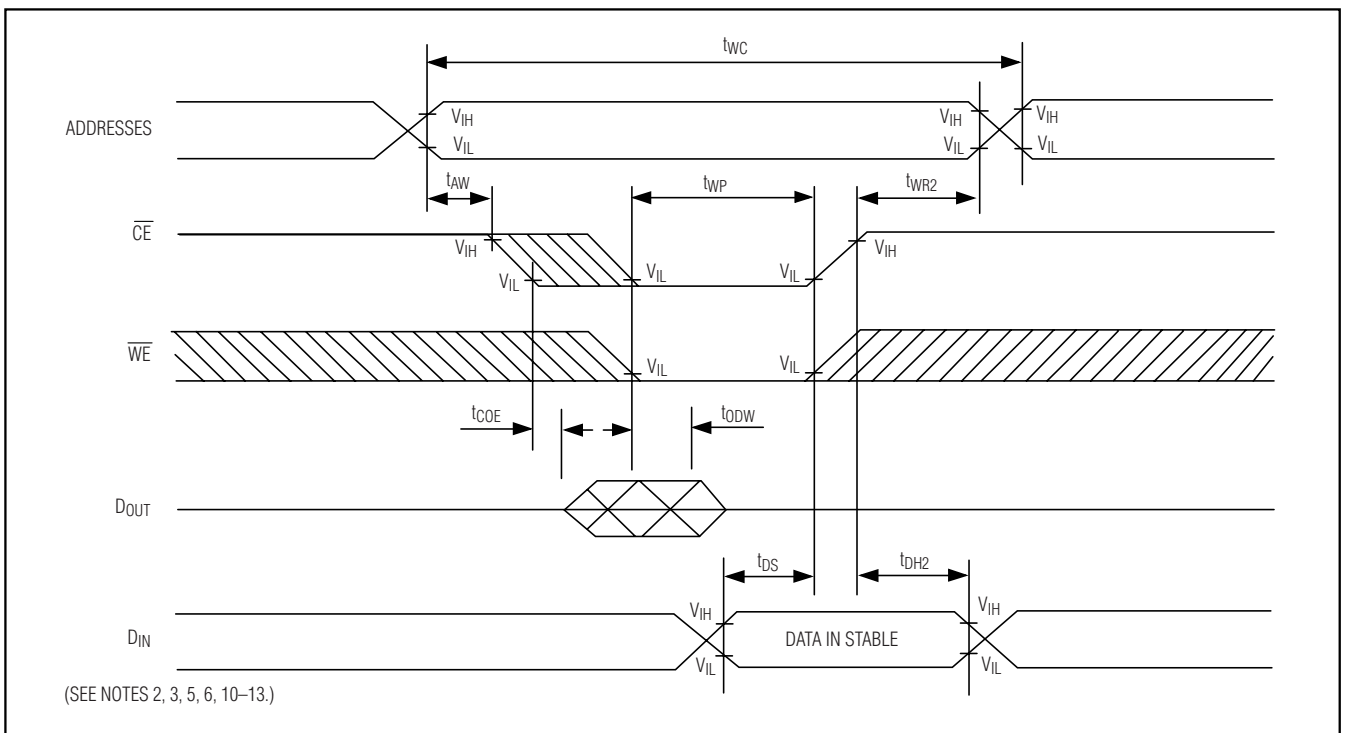 tWC
ADDRESSES
VIH
VIL
VIH
VIL
VIH
VIL
tAW
tWP
tWR2
CE
VIH
VIL
VIL
VIL
VIH
WE
VIL
VIL
tCOE
tODW
DOUT
tDS
tDH2
DIN
VIH
VIL
DATA IN STABLE
VIH
VIL
(SEE NOTES 2, 3, 5, 6, 10–13.)